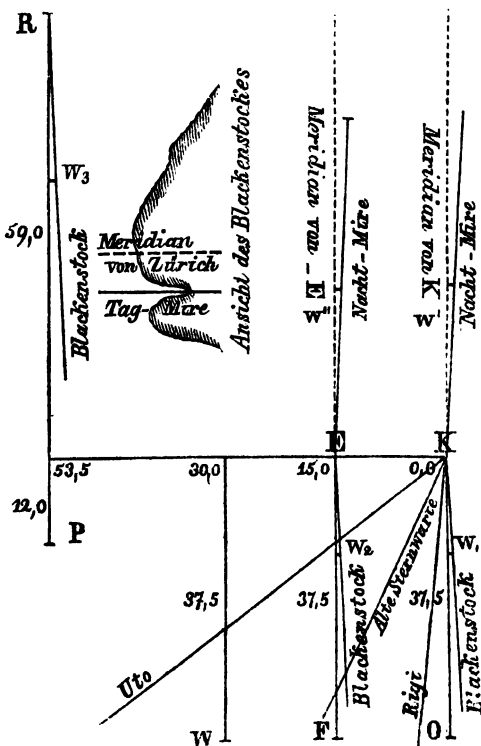 R
W₃
59,0
Blackenstock
Meridian
von Zürich
Tag-Mire
Ansicht des Blackenstockes
Meridian von E
W"
Nacht-Mire
Meridian von K
W'
Nacht-Mire
E
K
53,5
30,0
15,0
0,0
12,0
P
37,5
Uto
W
W₂
37,5
Blackenstock
F
Alte Sternwarte
37,5
Rigi
W₁
Blackenstock
O